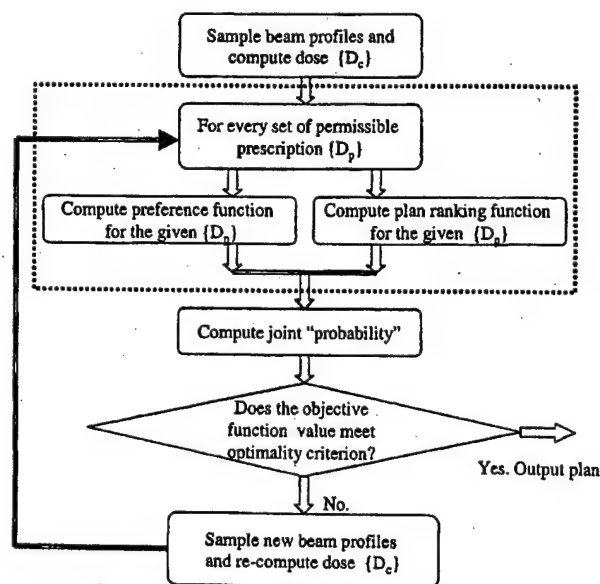 Sample beam profiles and
compute dose {D_c}
For every set of permissible
prescription {D_p}
Compute preference function
for the given {D_p}
Compute plan ranking function
for the given {D_p}
Compute joint "probability"
Does the objective
function value meet
optimality criterion?
Yes. Output plan
No.
Sample new beam profiles
and re-compute dose {D_c}